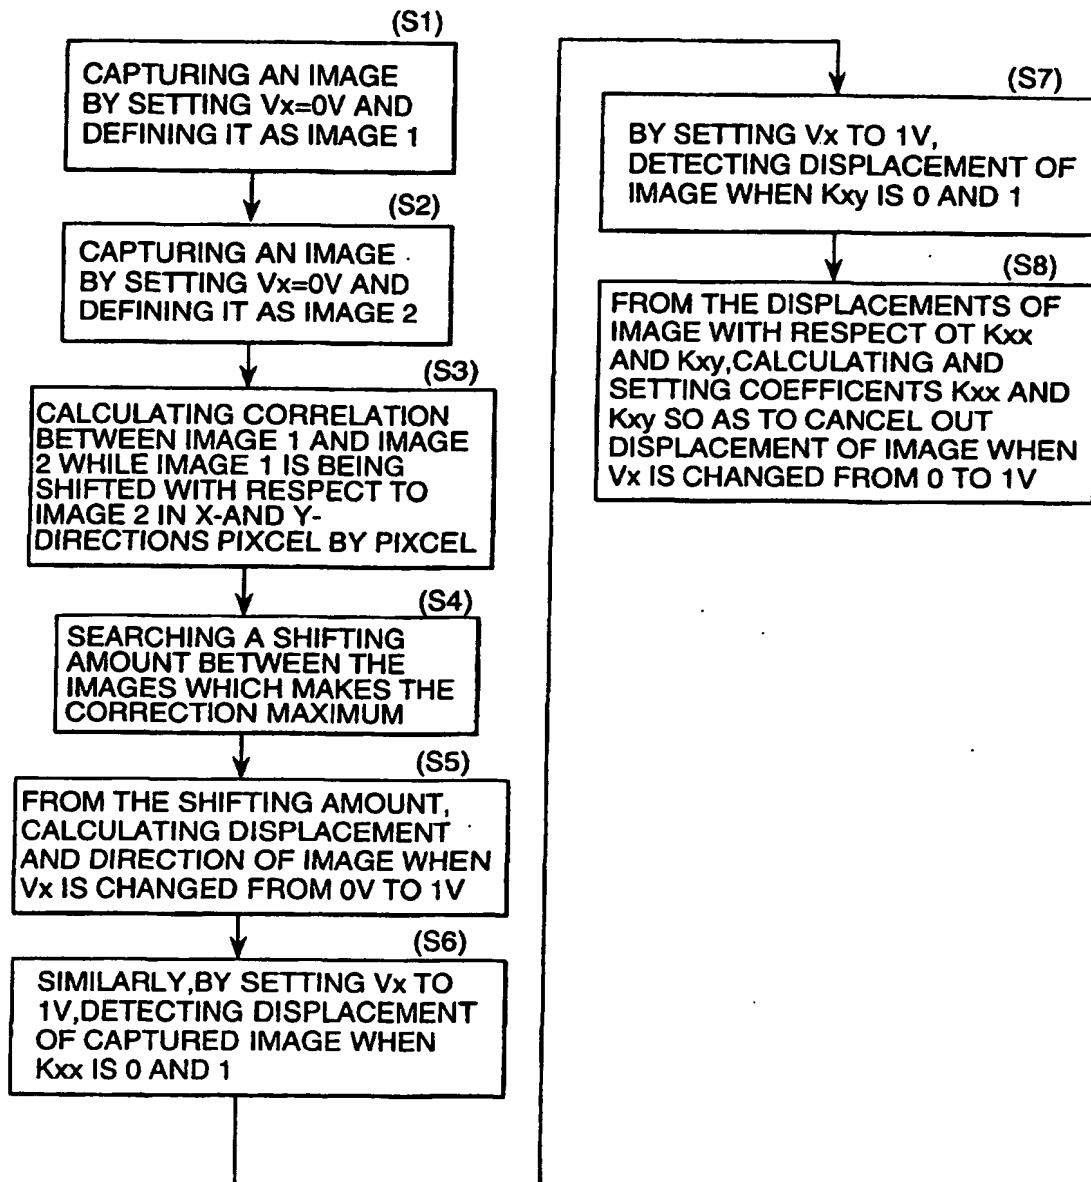 (S1)
CAPTURING AN IMAGE
BY SETTING Vx=0V AND
DEFINING IT AS IMAGE 1
(S2)
CAPTURING AN IMAGE
BY SETTING Vx=0V AND
DEFINING IT AS IMAGE 2
(S3)
CALCULATING CORRELATION
BETWEEN IMAGE 1 AND IMAGE
2 WHILE IMAGE 1 IS BEING
SHIFTED WITH RESPECT TO
IMAGE 2 IN X-AND Y-
DIRECTIONS PIXCEL BY PIXCEL
(S4)
SEARCHING A SHIFTING
AMOUNT BETWEEN THE
IMAGES WHICH MAKES THE
CORRECTION MAXIMUM
(S5)
FROM THE SHIFTING AMOUNT,
CALCULATING DISPLACEMENT
AND DIRECTION OF IMAGE WHEN
Vx IS CHANGED FROM 0V TO 1V
(S6)
SIMILARLY,BY SETTING Vx TO
1V,DETECTING DISPLACEMENT
OF CAPTURED IMAGE WHEN
Kxx IS 0 AND 1
(S7)
BY SETTING Vx TO 1V,
DETECTING DISPLACEMENT OF
IMAGE WHEN Kxy IS 0 AND 1
(S8)
FROM THE DISPLACEMENTS OF
IMAGE WITH RESPECT OT Kxx
AND Kxy,CALCULATING AND
SETTING COEFFICENTS Kxx AND
Kxy SO AS TO CANCEL OUT
DISPLACEMENT OF IMAGE WHEN
Vx IS CHANGED FROM 0 TO 1V